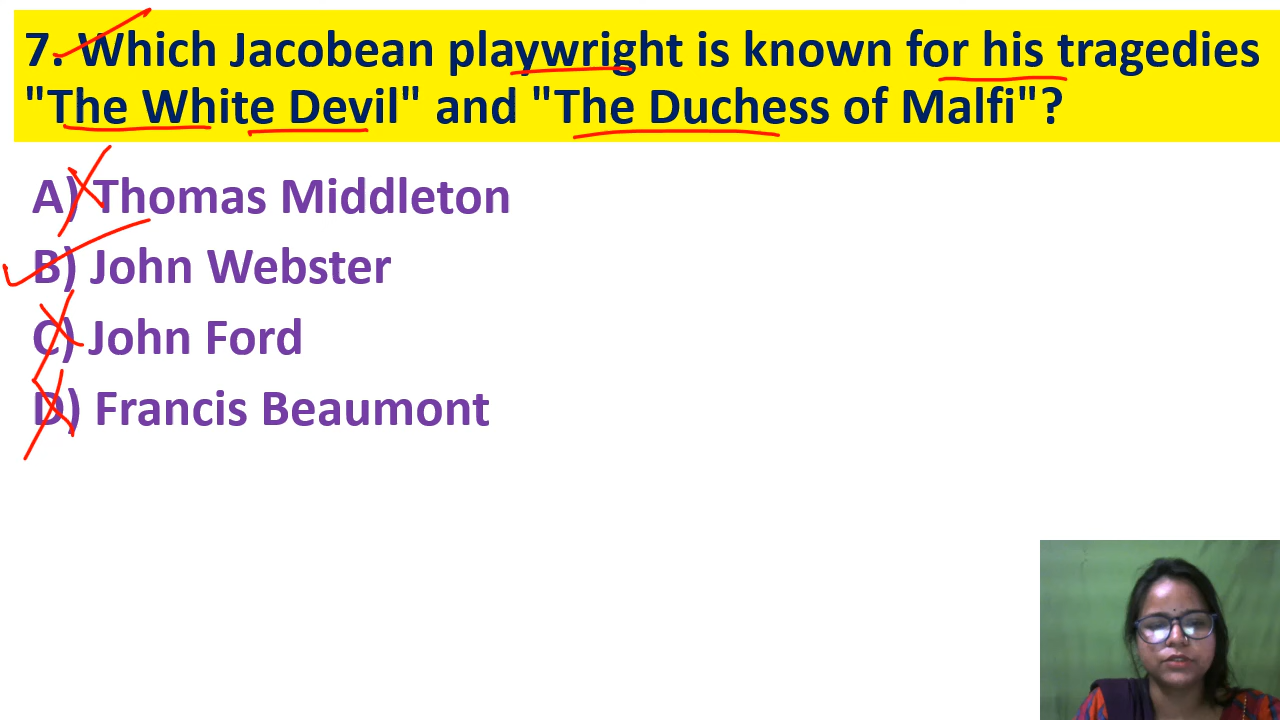 7. Which Jacobean playwright is known for his tragedies
"The White Devil" and "The Duchess of Malfi"?
A) Thomas Middleton
B) John Webster
C) John Ford
D) Francis Beaumont